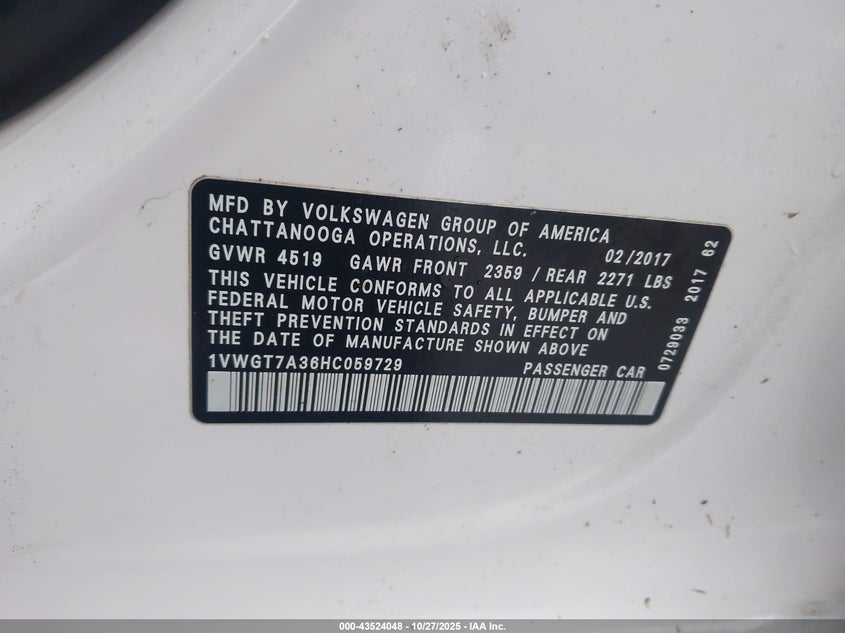 MFD BY VOLKSWAGEN GROUP OF AMERICA
CHATTANOOGA OPERATIONS, LLC. 02/2017
GVWR 4519 GAWR FRONT 2359 / REAR 2271 LBS
THIS VEHICLE CONFORMS TO ALL APPLICABLE U.S.
FEDERAL MOTOR VEHICLE SAFETY, BUMPER AND
THEFT PREVENTION STANDARDS IN EFFECT ON
THE DATE OF MANUFACTURE SHOWN ABOVE
1VWGT7A36HC059729 PASSENGER CAR
0729033 2017 62
000-43524048 - 10/27/2025 - IAA Inc.